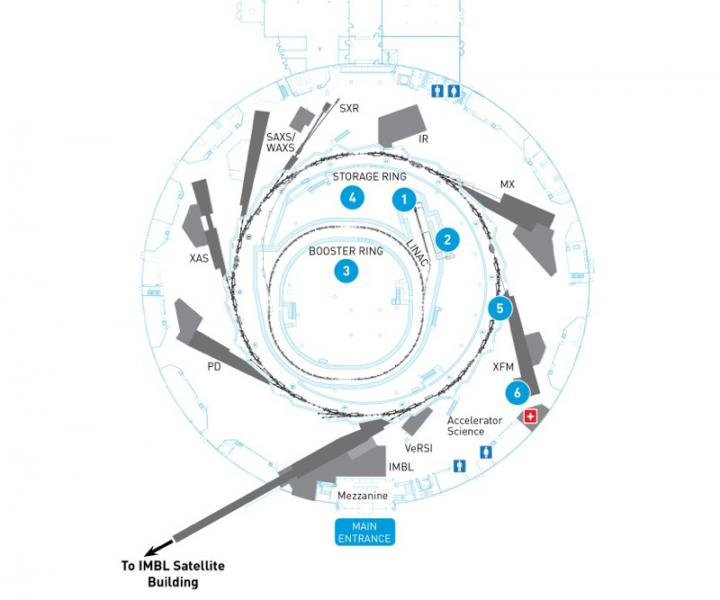 SXR
SAXS/
WAXS
IR
STORAGE RING
MX
4
1
LINAC
2
BOOSTER RING
3
XAS
5
PD
XFM
6
Accelerator
Science
VeRSI
IMBL
Mezzanine
MAIN
ENTRANCE
To IMBL Satellite
Building